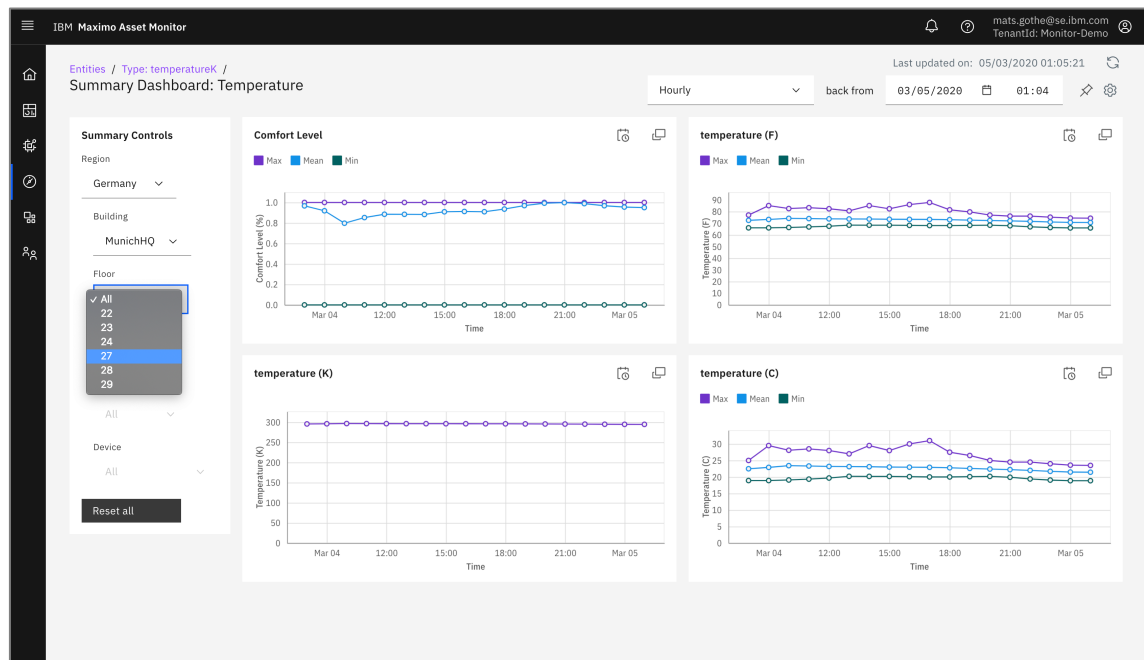 IBM Maximo Asset Monitor
mats.gothe@se.ibm.com
TenantId: Monitor-Demo
Entities / Type: temperatureK /
Summary Dashboard: Temperature
Last updated on: 05/03/2020 01:05:21
Hourly
back from
03/05/2020
01:04
Summary Controls
Region
Germany
Building
MunichHQ
Floor
✓ All
22
23
24
27
28
29
All
Device
All
Reset all
Comfort Level
Max Mean Min
Comfort Level (%)
1.0
0.8
0.6
0.4
0.2
0.0
Mar 04 12:00 15:00 18:00 21:00 Mar 05
Time
temperature (F)
Max Mean Min
Temperature (F)
90
80
70
60
50
40
30
20
10
0
Mar 04 12:00 15:00 18:00 21:00 Mar 05
Time
temperature (K)
Temperature (K)
300
250
200
150
100
50
0
Mar 04 12:00 15:00 18:00 21:00 Mar 05
Time
temperature (C)
Max Mean Min
Temperature (C)
30
25
20
15
10
5
0
Mar 04 12:00 15:00 18:00 21:00 Mar 05
Time